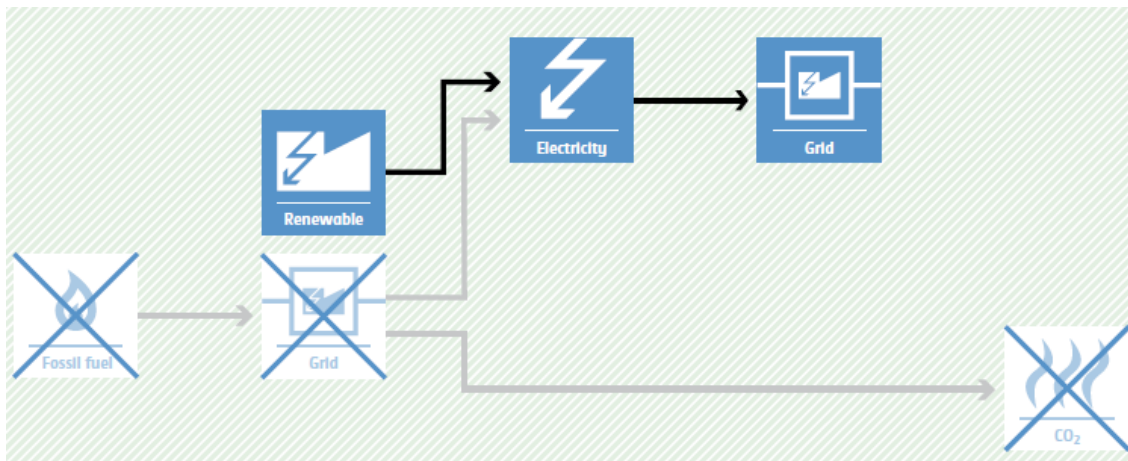 Electricity
Grid
Renewable
Fossil fuel
Grid
CO₂